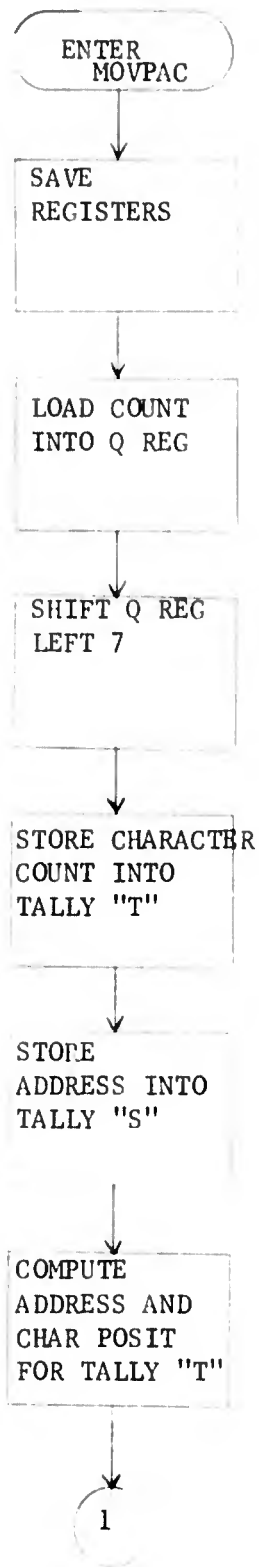 ENTER
MOVPAC
SAVE
REGISTERS
LOAD COUNT
INTO Q REG
SHIFT Q REG
LEFT 7
STORE CHARACTER
COUNT INTO
TALLY "T"
STORE
ADDRESS INTO
TALLY "S"
COMPUTE
ADDRESS AND
CHAR POSIT
FOR TALLY "T"
1